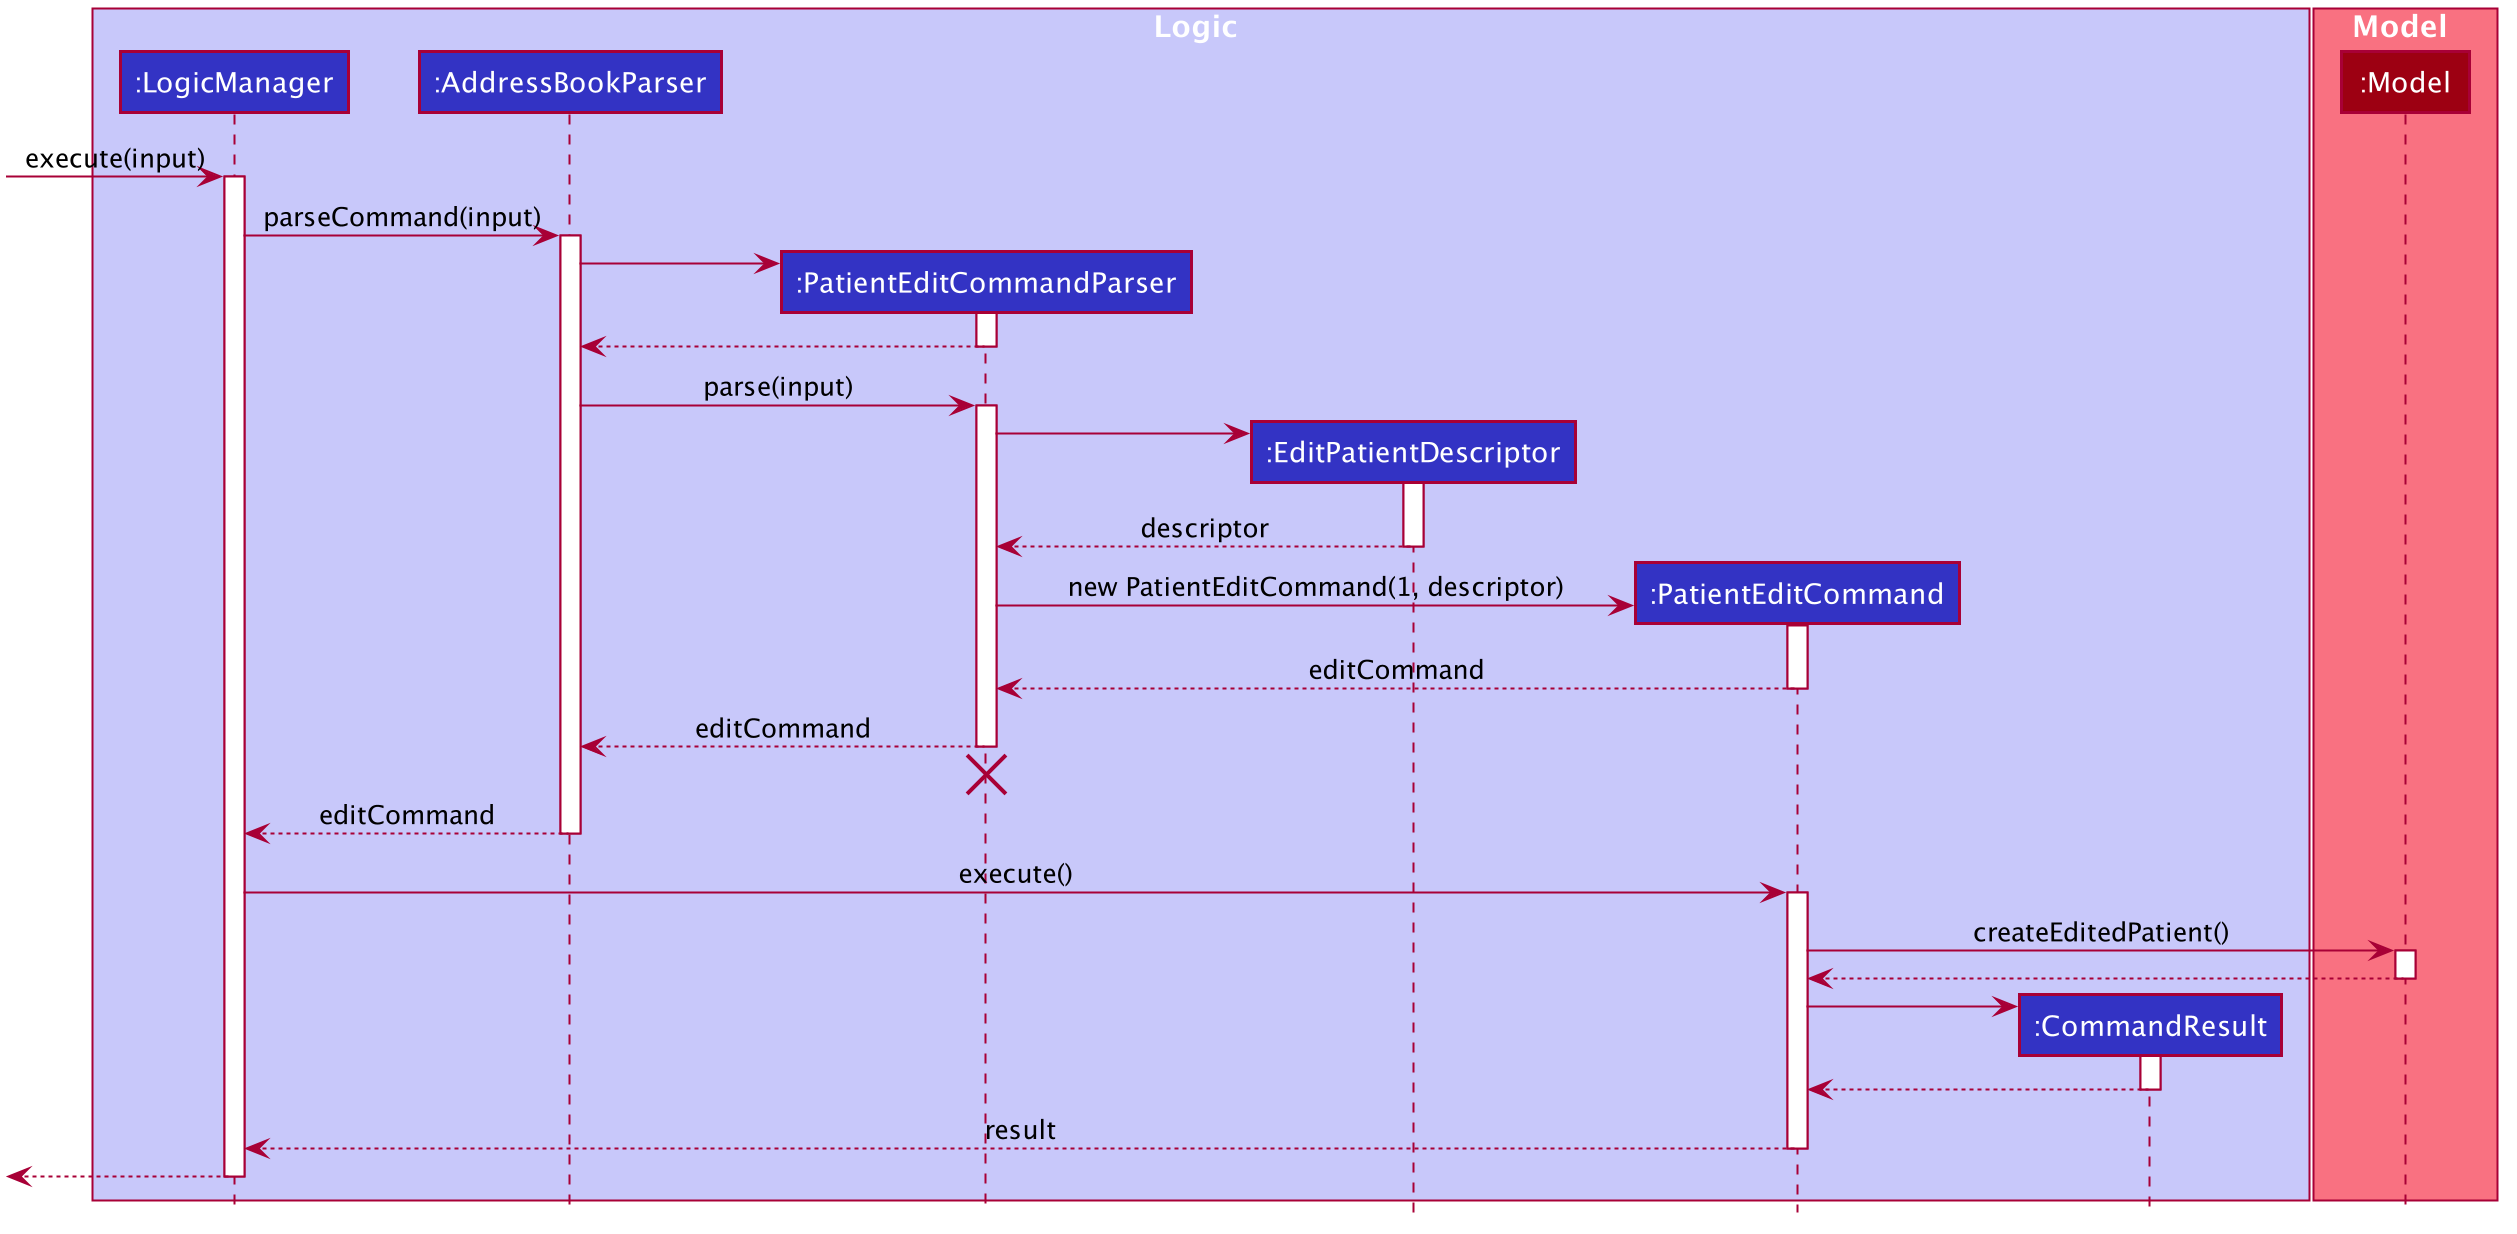 Logic
Model
:LogicManager
:AddressBookParser
:Model
execute(input)
parseCommand(input)
:PatientEditCommandParser
parse(input)
:EditPatientDescriptor
descriptor
new PatientEditCommand(1, descriptor)
:PatientEditCommand
editCommand
editCommand
editCommand
execute()
createEditedPatient()
:CommandResult
result